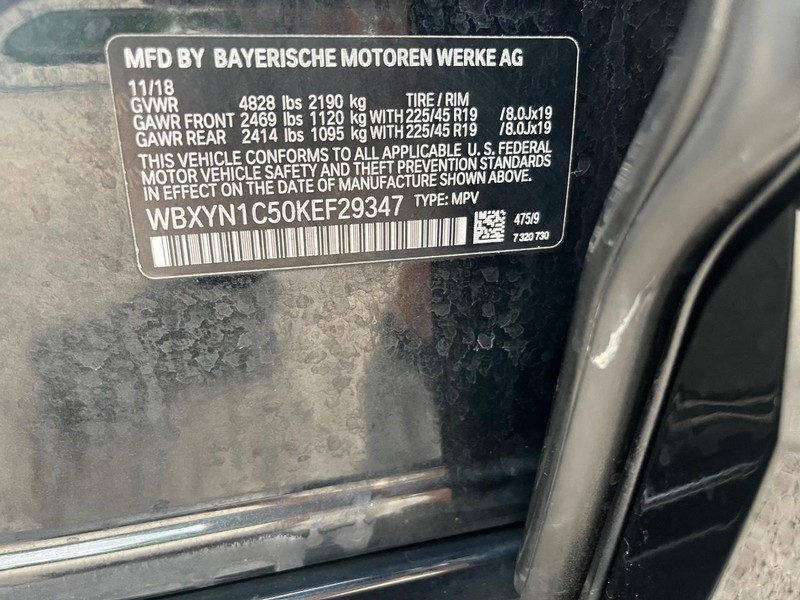 MFD BY BAYERISCHE MOTOREN WERKE AG
11/18
GVWR 4828 lbs 2190 kg TIRE / RIM
GAWR FRONT 2469 lbs 1120 kg WITH 225/45 R19 /8.0Jx19
GAWR REAR 2414 lbs 1095 kg WITH 225/45 R19 /8.0Jx19
THIS VEHICLE CONFORMS TO ALL APPLICABLE U. S. FEDERAL
MOTOR VEHICLE SAFETY AND THEFT PREVENTION STANDARDS
IN EFFECT ON THE DATE OF MANUFACTURE SHOWN ABOVE.
WBXYN1C50KEF29347 TYPE: MPV
475/9
7 320 730